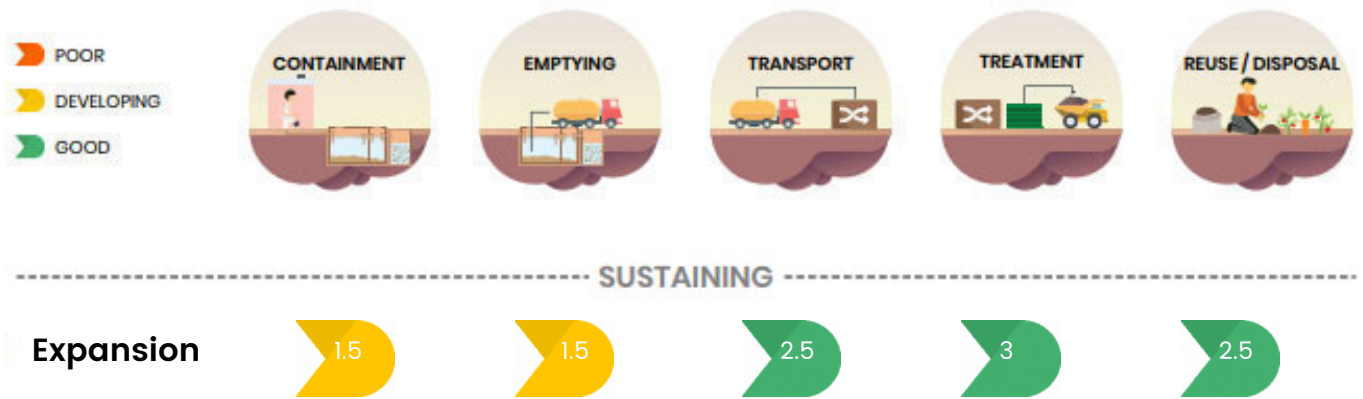 POOR
DEVELOPING
GOOD
CONTAINMENT
EMPTYING
TRANSPORT
TREATMENT
REUSE / DISPOSAL
SUSTAINING
Expansion 1.5 1.5 2.5 3 2.5